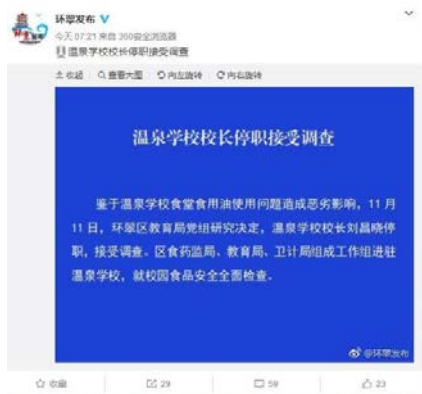 环翠发布
今天 07:21 来自 360安全浏览器
温泉学校校长停职接受调查
收起 查看大图 向左旋转 向右旋转
温泉学校校长停职接受调查
鉴于温泉学校食堂食用油使用问题造成恶劣影响，11月
11日，环翠区教育局党组研究决定，温泉学校校长刘昌晓停
职，接受调查。区食药监局、教育局、卫计局组成工作组进驻
温泉学校，就校园食品安全全面检查。
@环翠发布
收藏 29 59 23